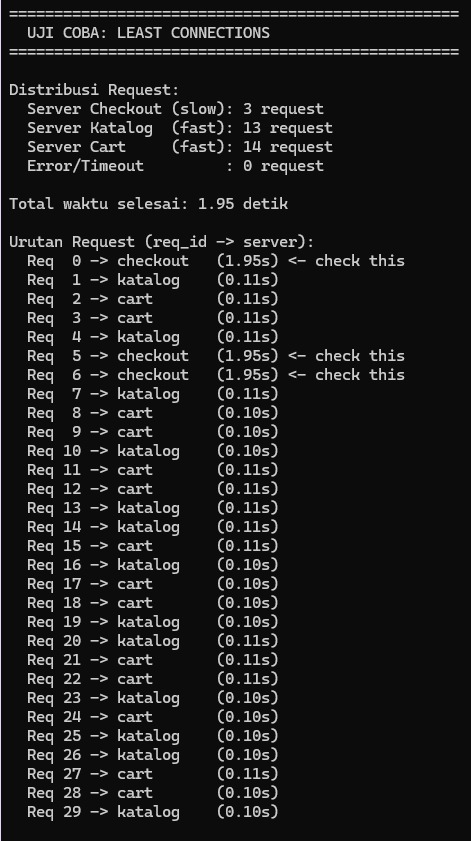 ==================================================
  UJI COBA: LEAST CONNECTIONS
==================================================

Distribusi Request:
  Server Checkout (slow): 3 request
  Server Katalog  (fast): 13 request
  Server Cart     (fast): 14 request
  Error/Timeout         : 0 request

Total waktu selesai: 1.95 detik

Urutan Request (req_id -> server):
  Req  0 -> checkout   (1.95s) <- check this
  Req  1 -> katalog    (0.11s)
  Req  2 -> cart       (0.11s)
  Req  3 -> cart       (0.11s)
  Req  4 -> katalog    (0.11s)
  Req  5 -> checkout   (1.95s) <- check this
  Req  6 -> checkout   (1.95s) <- check this
  Req  7 -> katalog    (0.11s)
  Req  8 -> cart       (0.10s)
  Req  9 -> cart       (0.10s)
  Req 10 -> katalog    (0.10s)
  Req 11 -> cart       (0.11s)
  Req 12 -> cart       (0.11s)
  Req 13 -> katalog    (0.11s)
  Req 14 -> katalog    (0.11s)
  Req 15 -> cart       (0.11s)
  Req 16 -> katalog    (0.10s)
  Req 17 -> cart       (0.10s)
  Req 18 -> cart       (0.10s)
  Req 19 -> katalog    (0.10s)
  Req 20 -> katalog    (0.11s)
  Req 21 -> cart       (0.11s)
  Req 22 -> cart       (0.11s)
  Req 23 -> katalog    (0.10s)
  Req 24 -> cart       (0.10s)
  Req 25 -> katalog    (0.10s)
  Req 26 -> katalog    (0.10s)
  Req 27 -> cart       (0.11s)
  Req 28 -> cart       (0.10s)
  Req 29 -> katalog    (0.10s)